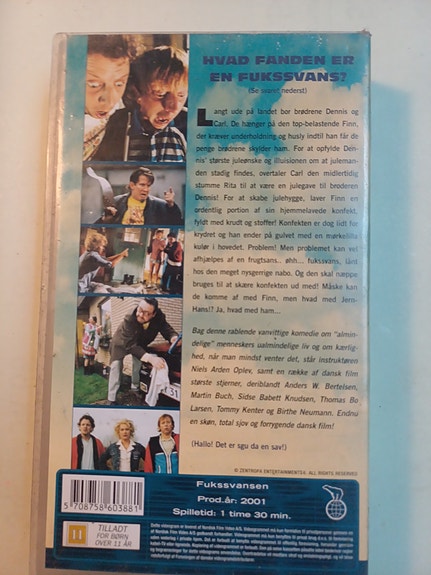 HVAD FANDEN ER
EN FUKSSVANS?
(Se svaret nederst)
Langt ude på landet bor brødrene Dennis og
Carl. De hænger på den top-belastende Finn,
der kræver underholdning og husly indtil han får de
penge brødrene skylder ham. For at opfylde Den-
nis' største juleønske og illuisionen om at juleman-
den stadig findes, overtaler Carl den midlertidig
stumme Rita til at være en julegave til broderen
Dennis! For at skabe julehygge, laver Finn en
ordentlig portion af sin hjemmelavede konfekt,
fyldt med krudt og stoffer! Konfekten er dog lidt for
krydret og han ender på gulvet med en mørkelilla
kulør i hovedet. Problem! Men problemet kan vel
afhjælpes af en frugtsans.. øhh... fukssvans, lånt
hos den meget nysgerrige nabo. Og den skal næppe
bruges til at skære konfekten ud med! Måske kan
de komme af med Finn, men hvad med Jern-
Hans!? Ja, hvad med ham...
Bag denne rablende vanvittige komedie om "almin-
delige" menneskers ualmindelige liv og om kærlig-
hed, når man mindst venter det, står instruktøren
Niels Arden Oplev, samt en række af dansk film
største stjerner, deriblandt Anders W. Bertelsen,
Martin Buch, Sidse Babett Knudsen, Thomas Bo
Larsen, Tommy Kenter og Birthe Neumann. Endnu
en skøn, total sjov og forrygende dansk film!
(Hallo! Det er sgu da en sav!)
© ZENTROPA ENTERTAINMENTS4. ALL RIGHTS RESERVED
Fukssvansen
Prod.år: 2001
Spilletid: 1 time 30 min.
5 708758 603881
11
TILLADT
FOR BØRN
OVER 11 ÅR